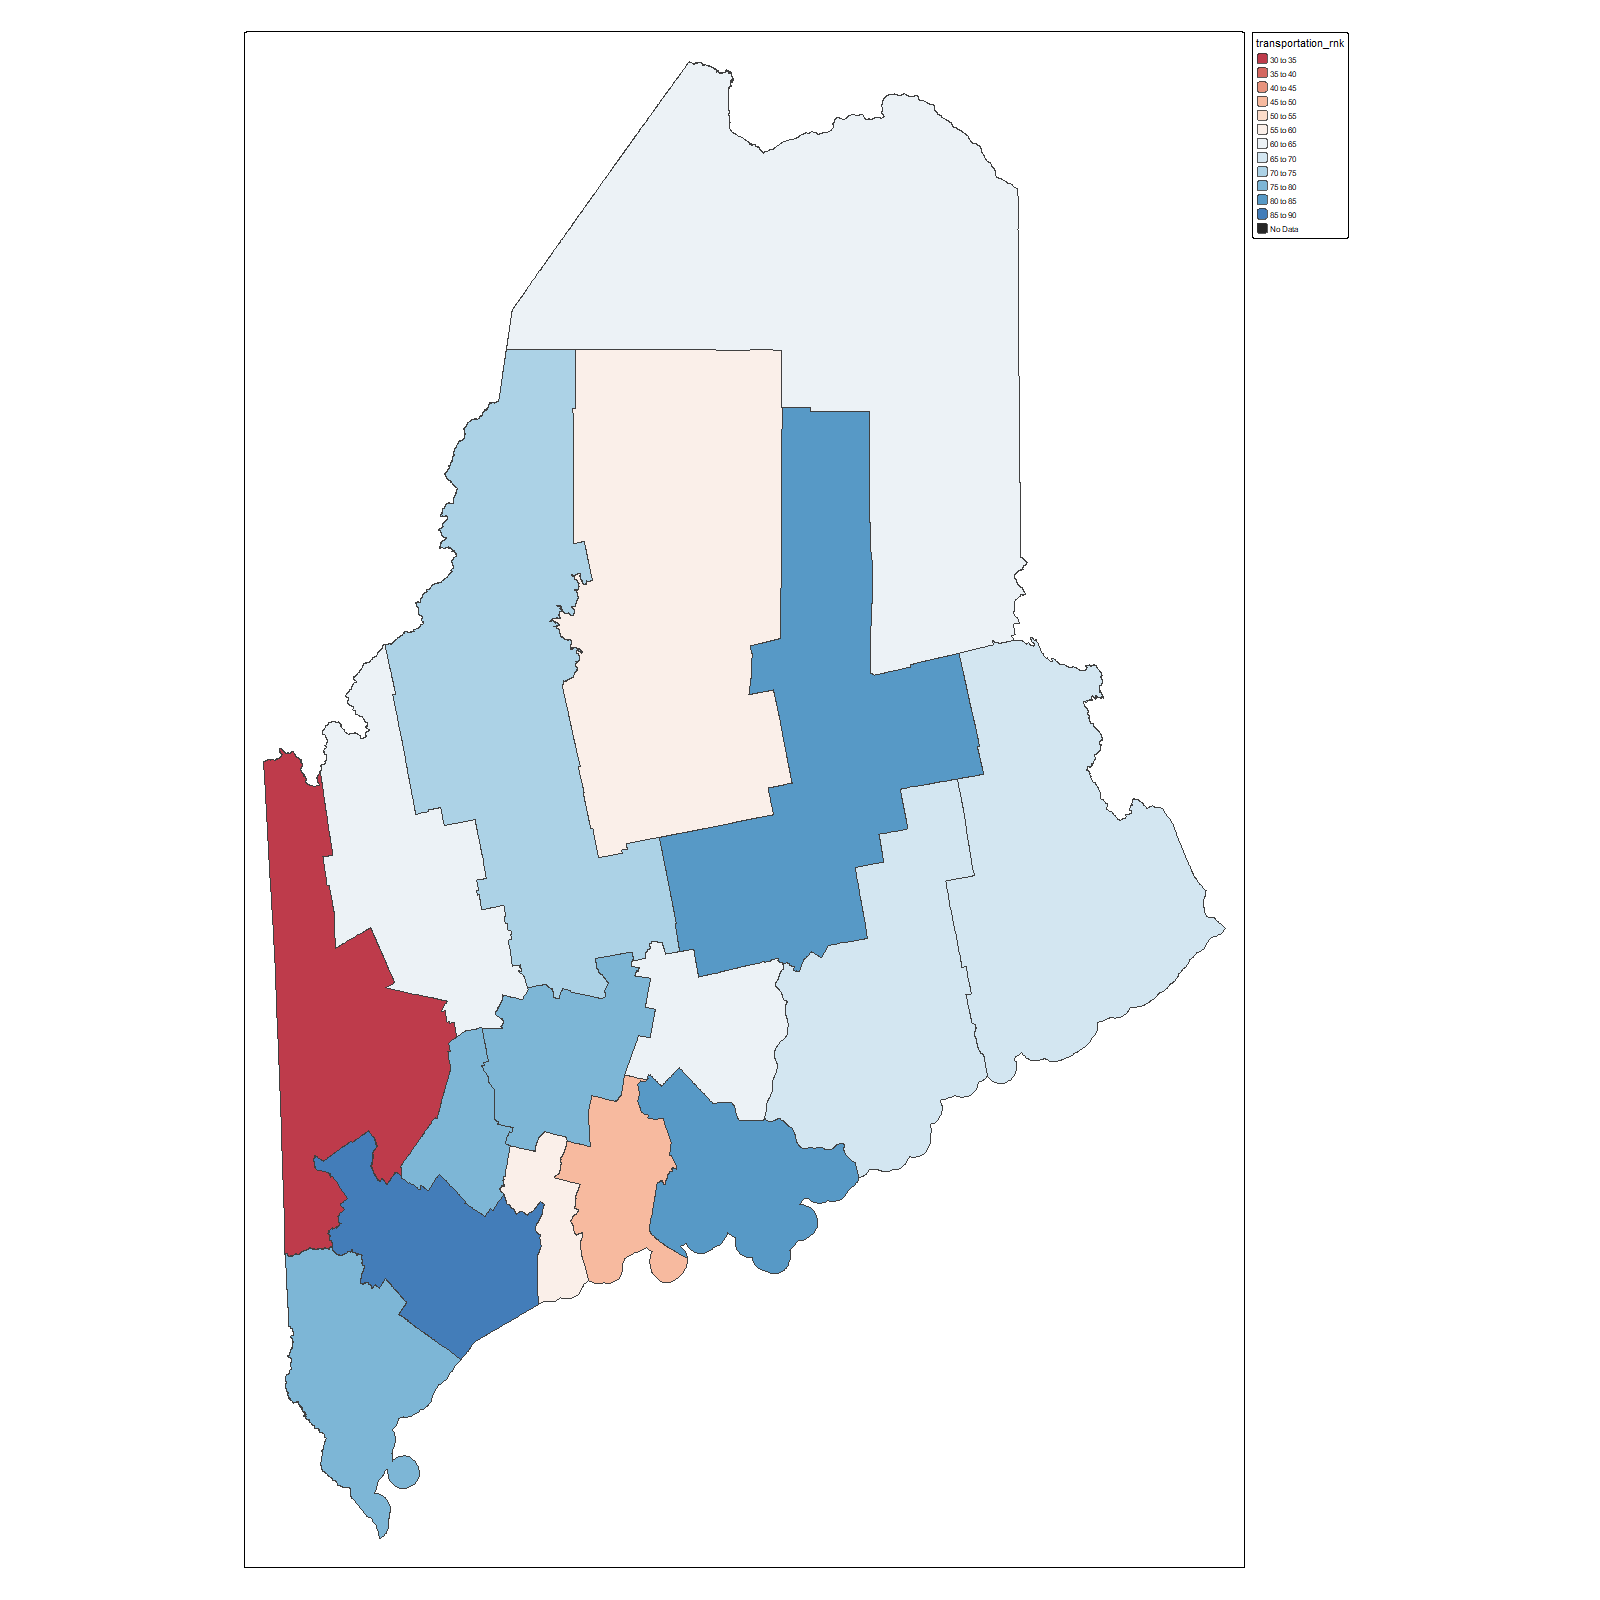 transportation_rnk
30 to 35
35 to 40
40 to 45
45 to 50
50 to 55
55 to 60
60 to 65
65 to 70
70 to 75
75 to 80
80 to 85
85 to 90
No Data